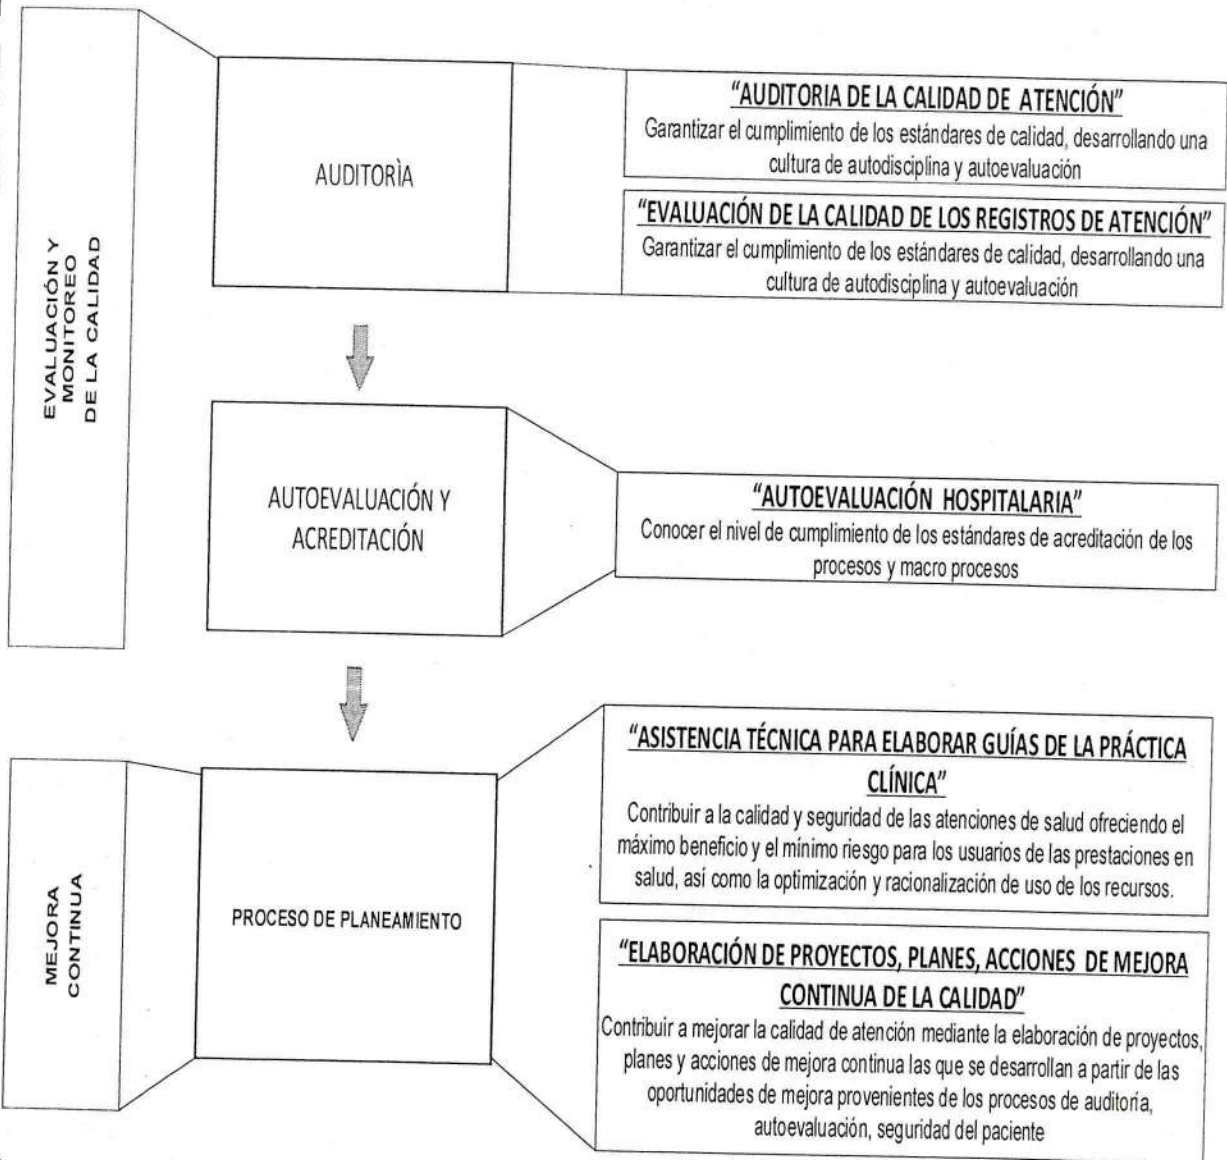 EVALUACIÓN Y
MONITOREO
DE LA CALIDAD
AUDITORÌA
"AUDITORIA DE LA CALIDAD DE ATENCIÓN"
Garantizar el cumplimiento de los estándares de calidad, desarrollando una
cultura de autodisciplina y autoevaluación
"EVALUACIÓN DE LA CALIDAD DE LOS REGISTROS DE ATENCIÓN"
Garantizar el cumplimiento de los estándares de calidad, desarrollando una
cultura de autodisciplina y autoevaluación
AUTOEVALUACIÓN Y
ACREDITACIÓN
"AUTOEVALUACIÓN HOSPITALARIA"
Conocer el nivel de cumplimiento de los estándares de acreditación de los
procesos y macro procesos
MEJORA
CONTINUA
PROCESO DE PLANEAMIENTO
"ASISTENCIA TÉCNICA PARA ELABORAR GUÍAS DE LA PRÁCTICA
CLÍNICA"
Contribuir a la calidad y seguridad de las atenciones de salud ofreciendo el
máximo beneficio y el mínimo riesgo para los usuarios de las prestaciones en
salud, así como la optimización y racionalización de uso de los recursos.
"ELABORACIÓN DE PROYECTOS, PLANES, ACCIONES DE MEJORA
CONTINUA DE LA CALIDAD"
Contribuir a mejorar la calidad de atención mediante la elaboración de proyectos,
planes y acciones de mejora continua las que se desarrollan a partir de las
oportunidades de mejora provenientes de los procesos de auditoría,
autoevaluación, seguridad del paciente